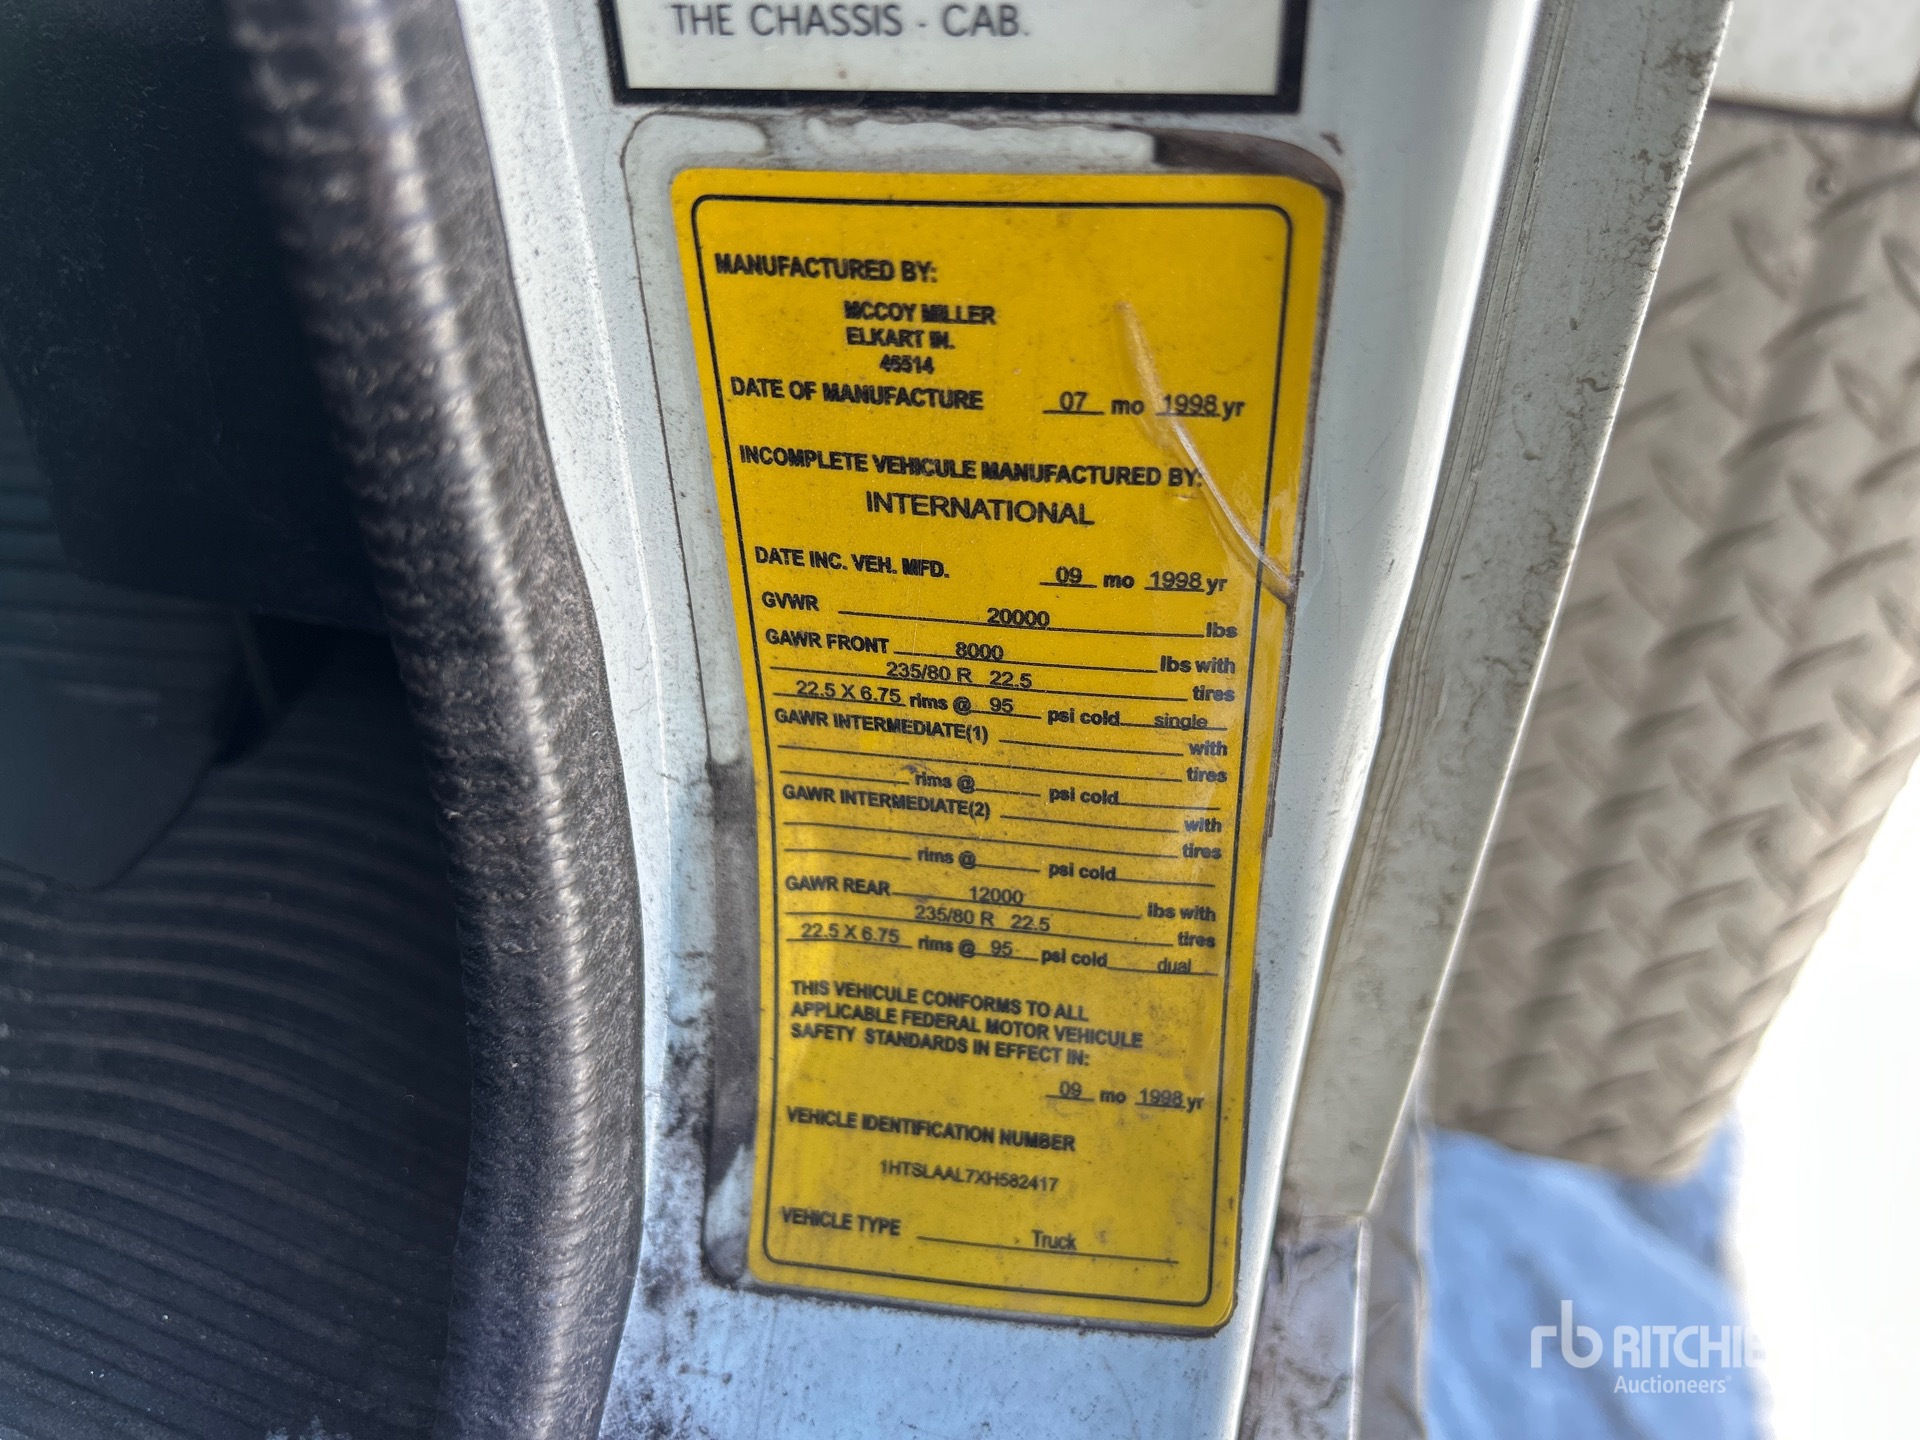 THE CHASSIS - CAB.
MANUFACTURED BY:
MCCOY MILLER
ELKART IN.
46514
DATE OF MANUFACTURE 07 mo 1998 yr
INCOMPLETE VEHICULE MANUFACTURED BY:
INTERNATIONAL
DATE INC. VEH. MFD. 09 mo 1998 yr
GVWR 20000 lbs
GAWR FRONT 8000 lbs with
235/80 R 22.5 tires
22.5 X 6.75 rims @ 95 psi cold single
GAWR INTERMEDIATE(1) with
tires
rims @ psi cold
GAWR INTERMEDIATE(2) with
tires
rims @ psi cold
GAWR REAR 12000 lbs with
235/80 R 22.5 tires
22.5 X 6.75 rims @ 95 psi cold dual
THIS VEHICULE CONFORMS TO ALL
APPLICABLE FEDERAL MOTOR VEHICULE
SAFETY STANDARDS IN EFFECT IN:
09 mo 1998 yr
VEHICLE IDENTIFICATION NUMBER
1HTSLAAL7XH582417
VEHICLE TYPE Truck
rb RITCHIE
Auctioneers